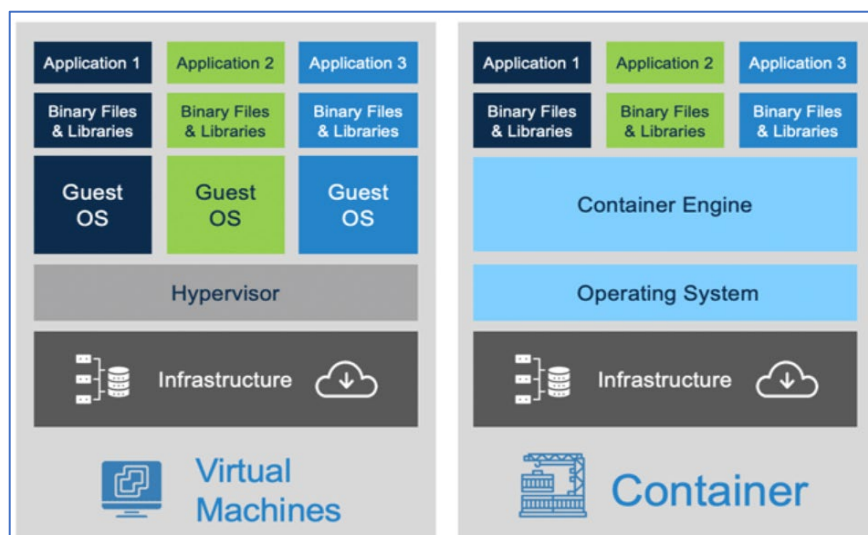 Application 1
Application 2
Application 3
Binary Files
& Libraries
Binary Files
& Libraries
Binary Files
& Libraries
Guest
OS
Guest
OS
Guest
OS
Hypervisor
Infrastructure
Virtual
Machines
Application 1
Application 2
Application 3
Binary Files
& Libraries
Binary Files
& Libraries
Binary Files
& Libraries
Container Engine
Operating System
Infrastructure
Container